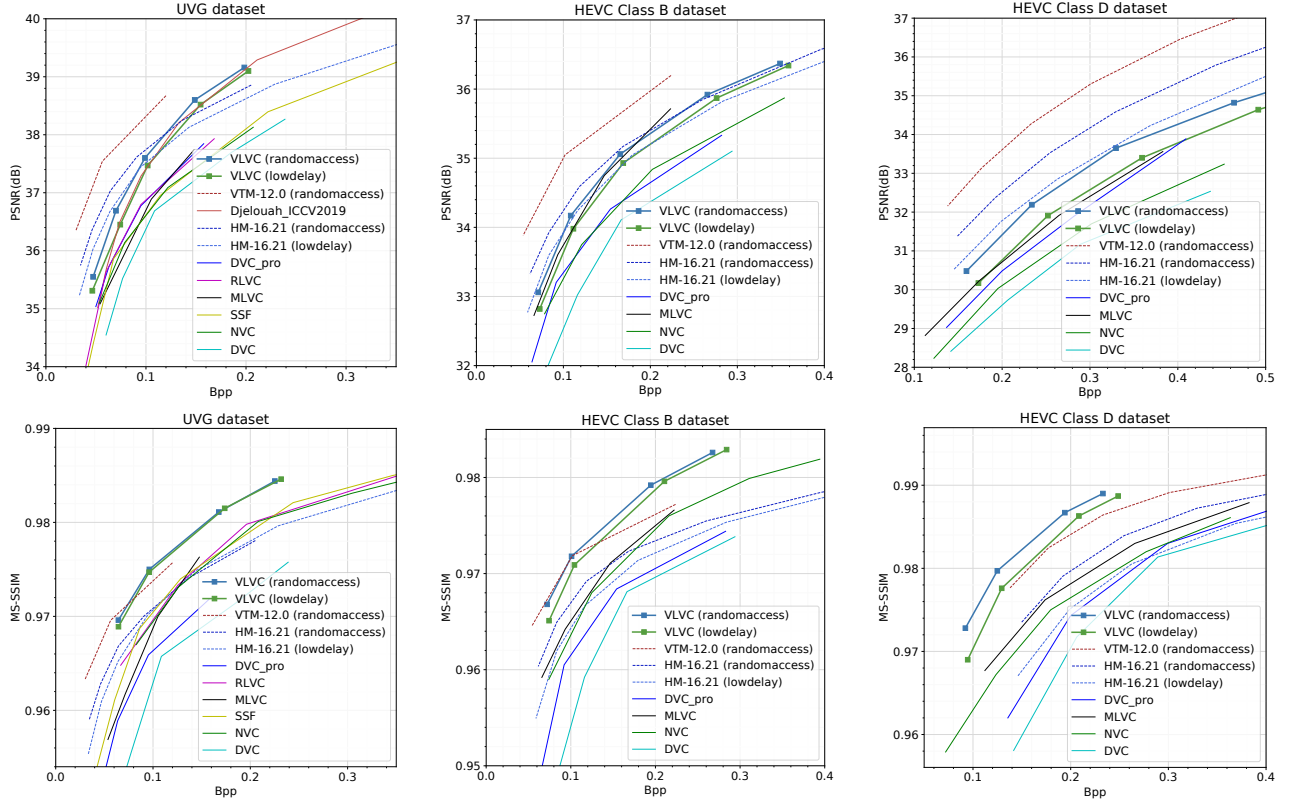 UVG dataset
40
39
38
37
36
35
34
PSNR(dB)
0.0 0.1 0.2 0.3
Bpp
VLVC (randomaccess)
VLVC (lowdelay)
VTM-12.0 (randomaccess)
Djelouah_ICCV2019
HM-16.21 (randomaccess)
HM-16.21 (lowdelay)
DVC_pro
RLVC
MLVC
SSF
NVC
DVC
HEVC Class B dataset
37
36
35
34
33
32
PSNR(dB)
0.0 0.1 0.2 0.3 0.4
Bpp
VLVC (randomaccess)
VLVC (lowdelay)
VTM-12.0 (randomaccess)
HM-16.21 (randomaccess)
HM-16.21 (lowdelay)
DVC_pro
MLVC
NVC
DVC
HEVC Class D dataset
37
36
35
34
33
32
31
30
29
28
PSNR(dB)
0.1 0.2 0.3 0.4 0.5
Bpp
VLVC (randomaccess)
VLVC (lowdelay)
VTM-12.0 (randomaccess)
HM-16.21 (randomaccess)
HM-16.21 (lowdelay)
DVC_pro
MLVC
NVC
DVC
UVG dataset
0.99
0.98
0.97
0.96
MS-SSIM
0.0 0.1 0.2 0.3
Bpp
VLVC (randomaccess)
VLVC (lowdelay)
VTM-12.0 (randomaccess)
HM-16.21 (randomaccess)
HM-16.21 (lowdelay)
DVC_pro
RLVC
MLVC
SSF
NVC
DVC
HEVC Class B dataset
0.98
0.97
0.96
0.95
MS-SSIM
0.0 0.1 0.2 0.3 0.4
Bpp
VLVC (randomaccess)
VLVC (lowdelay)
VTM-12.0 (randomaccess)
HM-16.21 (randomaccess)
HM-16.21 (lowdelay)
DVC_pro
MLVC
NVC
DVC
HEVC Class D dataset
0.99
0.98
0.97
0.96
MS-SSIM
0.1 0.2 0.3 0.4
Bpp
VLVC (randomaccess)
VLVC (lowdelay)
VTM-12.0 (randomaccess)
HM-16.21 (randomaccess)
HM-16.21 (lowdelay)
DVC_pro
MLVC
NVC
DVC